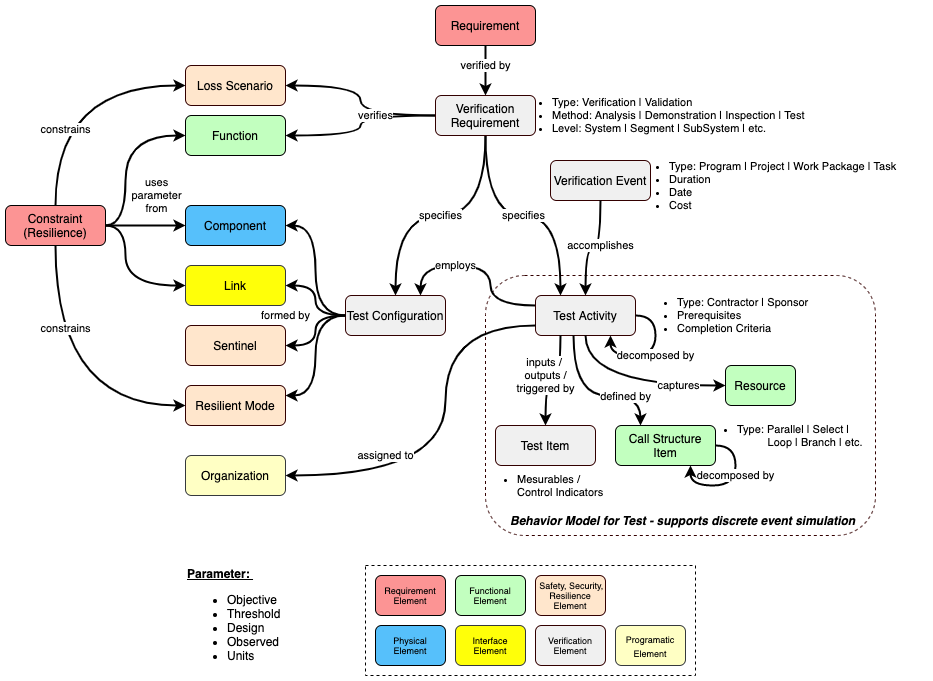 Requirement
verified by
Loss Scenario
Verification
Requirement
• Type: Verification | Validation
• Method: Analysis | Demonstration | Inspection | Test
• Level: System | Segment | SubSystem | etc.
verifies
constrains
Function
Verification Event
• Type: Program | Project | Work Package | Task
• Duration
• Date
• Cost
uses
parameter
from
Constraint
(Resilience)
Component
specifies
specifies
accomplishes
employs
Link
formed by
Test Configuration
Test Activity
• Type: Contractor | Sponsor
• Prerequisites
• Completion Criteria
constrains
Sentinel
decomposed by
inputs /
outputs /
triggered by
captures
Resource
defined by
Resilient Mode
Test Item
Call Structure
Item
• Type: Parallel | Select |
Loop | Branch | etc.
assigned to
Organization
decomposed by
• Mesurables /
Control Indicators
Behavior Model for Test - supports discrete event simulation
Parameter:
• Objective
• Threshold
• Design
• Observed
• Units
Requirement
Element
Functional
Element
Safety, Security,
Resilience
Element
Physical
Element
Interface
Element
Verification
Element
Programatic
Element